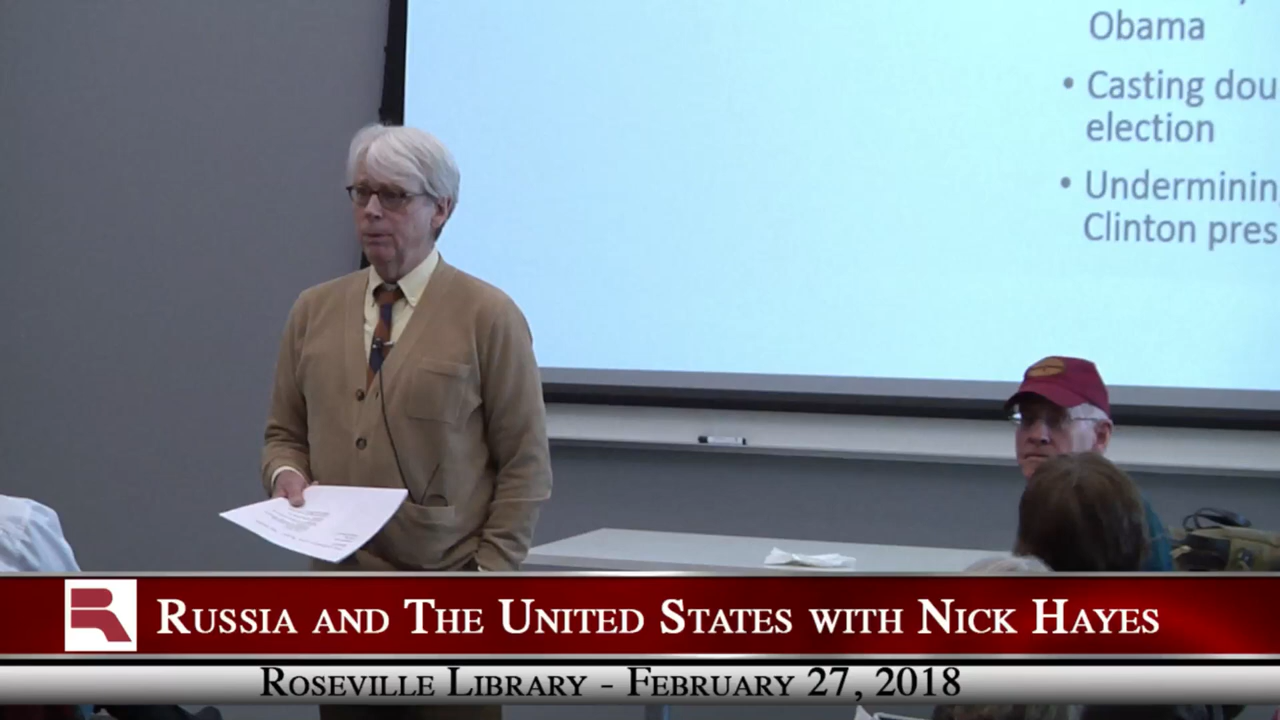 Obama
• Casting dou
election
• Underminin
Clinton pres
Russia and The United States with Nick Hayes
Roseville Library - February 27, 2018